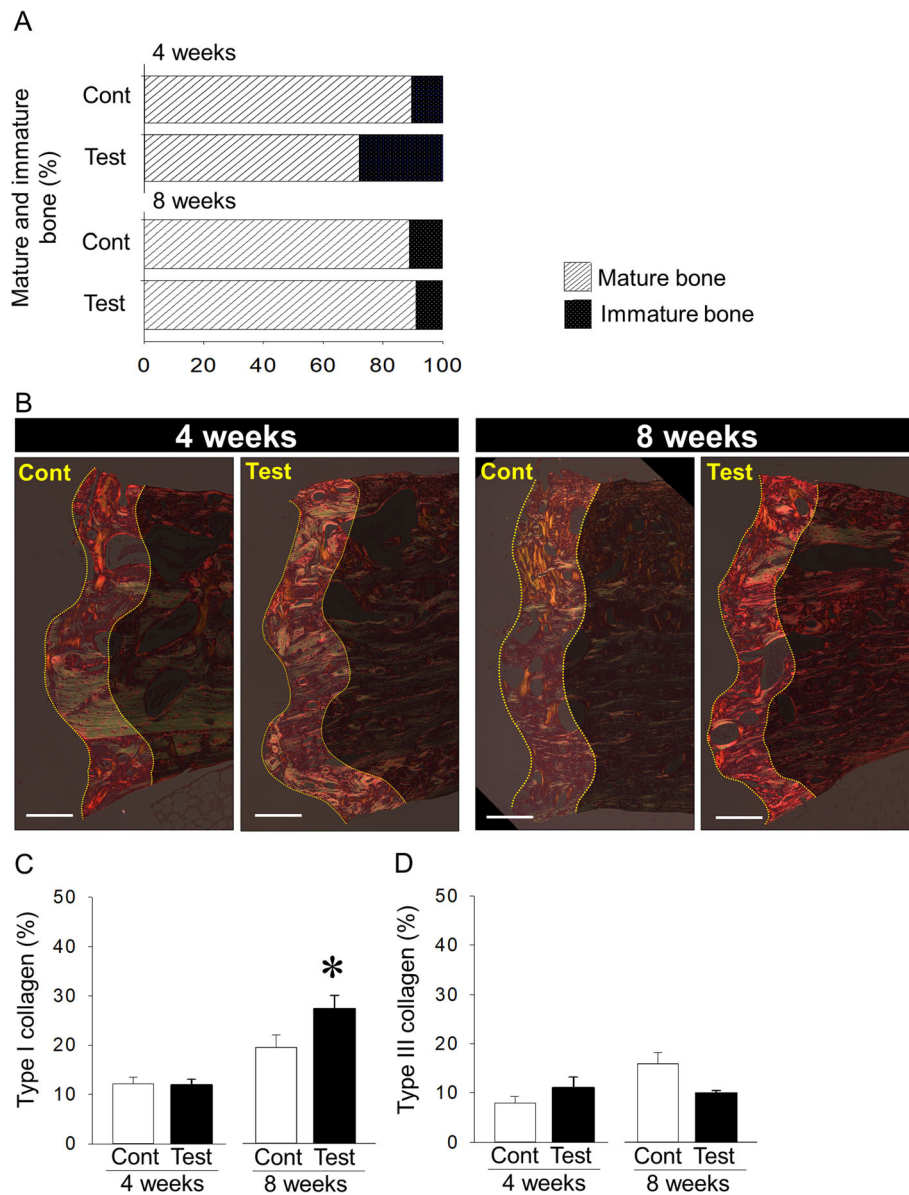 A
4 weeks
Mature and immature
bone (%)
Cont
Test
8 weeks
Cont
Test
Mature bone
Immature bone
0 20 40 60 80 100
B
4 weeks
8 weeks
Cont
Test
Cont
Test
C
Type I collagen (%)
50
40
30
20
10
0
*
Cont Test Cont Test
4 weeks 8 weeks
D
Type III collagen (%)
50
40
30
20
10
0
Cont Test Cont Test
4 weeks 8 weeks